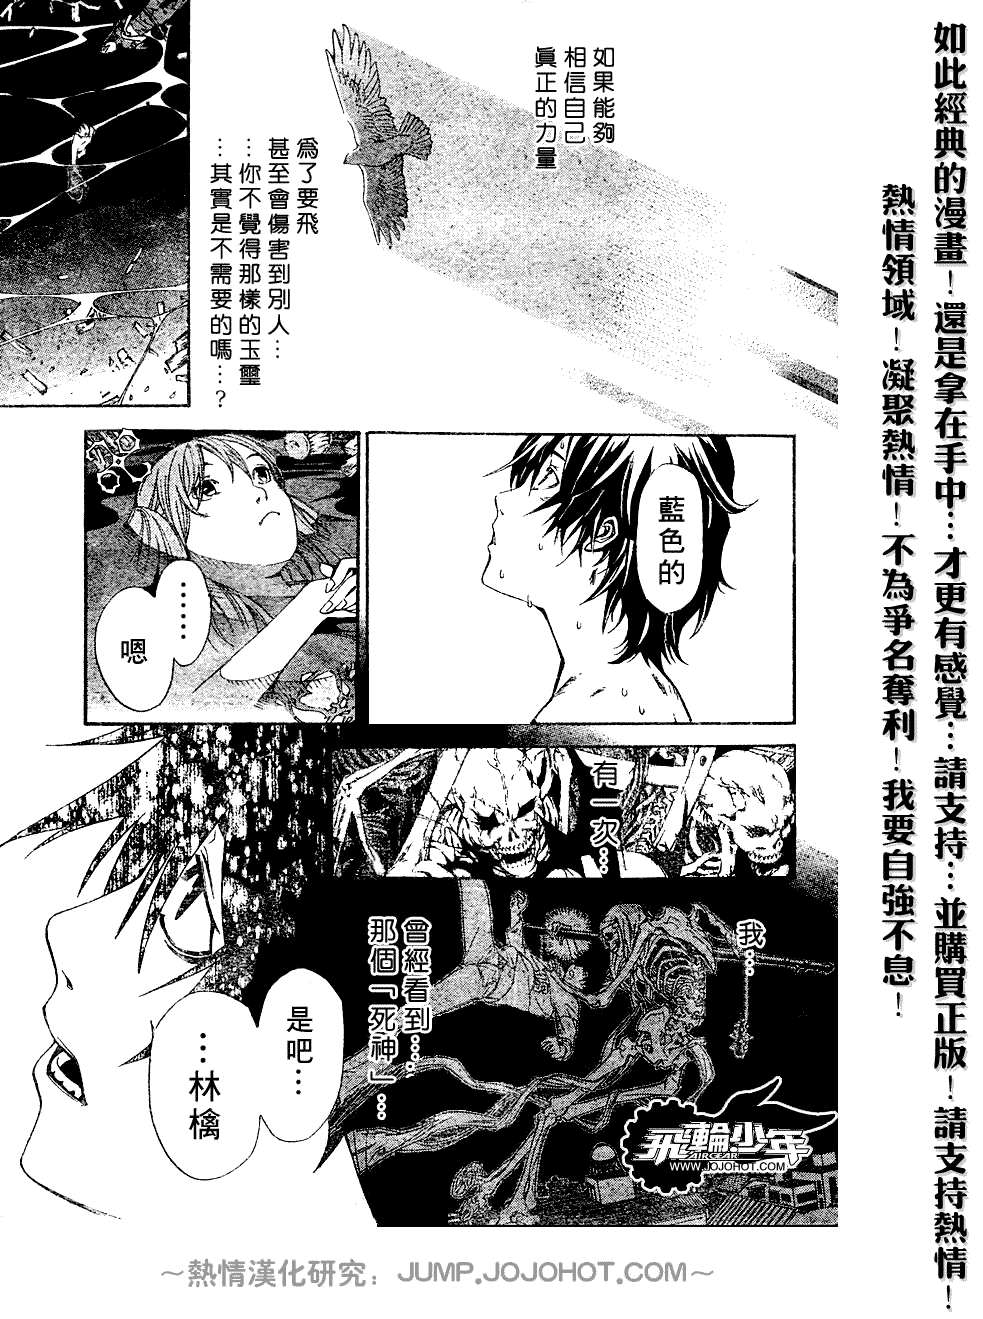 如此經典的漫畫！還是拿在手中…才更有感覺…請支持…並購買正版！請支持熱情！
熱情領域！凝聚熱情！不為爭名奪利！我要自強不息！
如果能夠
相信自己
真正的力量
為了要飛
甚至會傷害到別人…
…你不覺得那樣的玉璽
…其實是不需要的嗎…？
藍色的
……
嗯
有一次…
我…
曾經看到…
那個「死神」…
是吧…
…林檎
飛輪少年
AIRGEAR
WWW.JOJOHOT.COM
～熱情漢化研究：JUMP.JOJOHOT.COM～